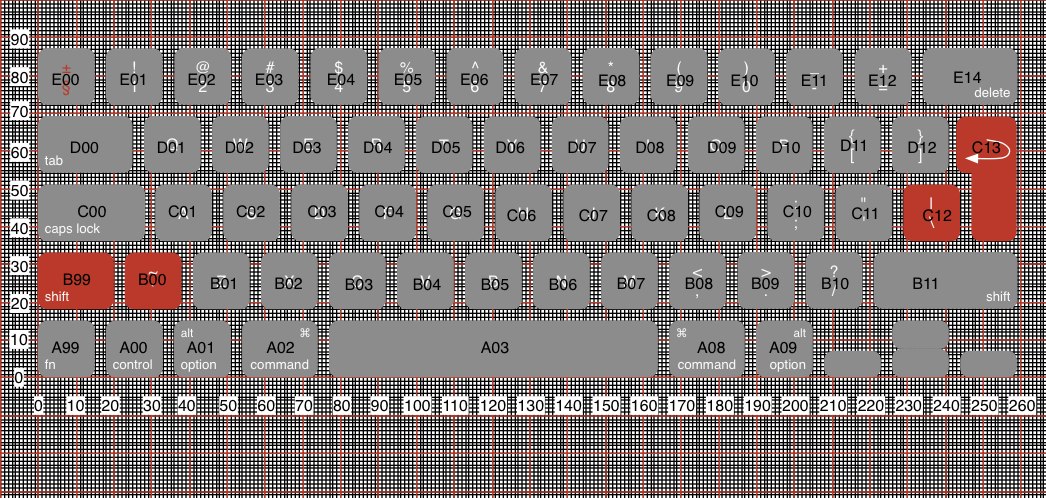 90
± ! @ # $ % ^ & * ( ) +
80 E00 E01 E02 E03 E04 E05 E06 E07 E08 E09 E10 E11 E12 E14
§ 2 3 4 5 6 8 - delete
70
{ }
60 D00 D01 D02 D03 D04 D05 D06 D07 D08 D09 D10 D11 D12 C13
tab [ ]
50
" |
40 C00 C01 C02 C03 C04 C05 C06 C07 C08 C09 C10 C11 C12
caps lock ; \
30
~ < > ?
B99 B00 B01 B02 B03 B04 B05 B06 B07 B08 B09 B10 B11
20 shift , . / shift
10
alt ⌘ ⌘ alt
A99 A00 A01 A02 A03 A08 A09
fn control option command command option
0
0 10 20 30 40 50 60 70 80 90 100 110 120 130 140 150 160 170 180 190 200 210 220 230 240 250 260